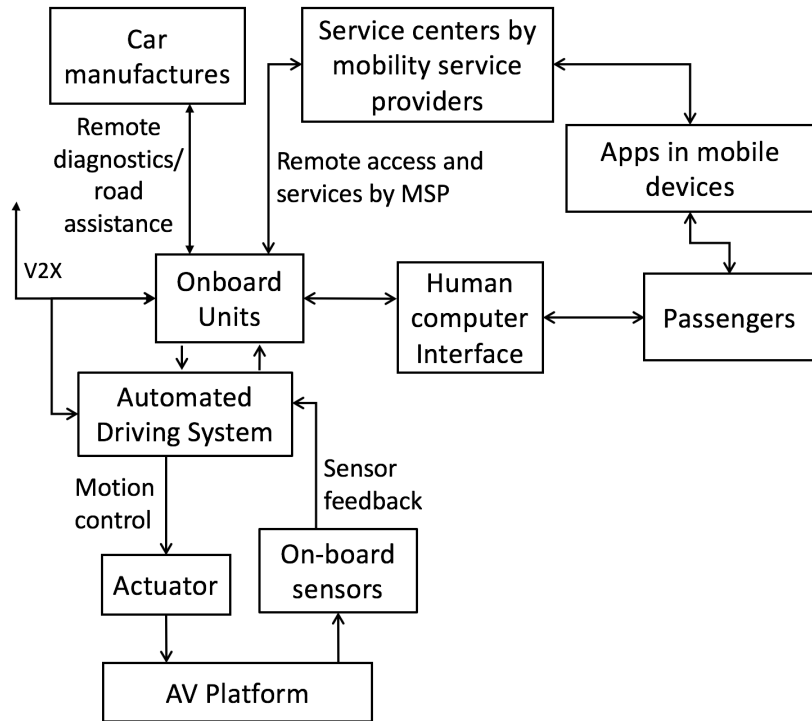 Car
manufactures
Service centers by
mobility service
providers
Remote
diagnostics/
road
assistance
Remote access and
services by MSP
Apps in mobile
devices
V2X
Onboard
Units
Human
computer
Interface
Passengers
Automated
Driving System
Motion
control
Sensor
feedback
Actuator
On-board
sensors
AV Platform